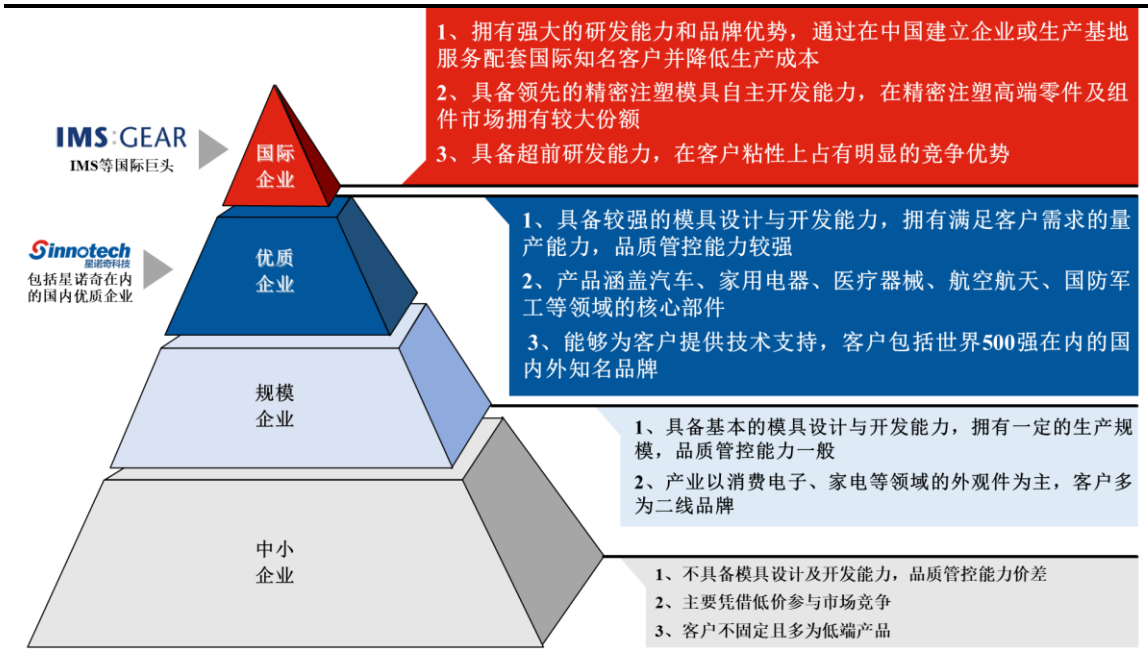 1、拥有强大的研发能力和品牌优势，通过在中国建立企业或生产基地
服务配套国际知名客户并降低生产成本
2、具备领先的精密注塑模具自主开发能力，在精密注塑高端零件及组
件市场拥有较大份额
3、具备超前研发能力，在客户粘性上占有明显的竞争优势
IMS:GEAR
IMS等国际巨头
国际
企业
1、具备较强的模具设计与开发能力，拥有满足客户需求的量
产能力，品质管控能力较强
2、产品涵盖汽车、家用电器、医疗器械、航空航天、国防军
工等领域的核心部件
3、能够为客户提供技术支持，客户包括世界500强在内的国
内外知名品牌
Sinnotech
星诺奇科技
包括星诺奇在内
的国内优质企业
优质
企业
规模
企业
1、具备基本的模具设计与开发能力，拥有一定的生产规
模，品质管控能力一般
2、产业以消费电子、家电等领域的外观件为主，客户多
为二线品牌
中小
企业
1、不具备模具设计及开发能力，品质管控能力价差
2、主要凭借低价参与市场竞争
3、客户不固定且多为低端产品